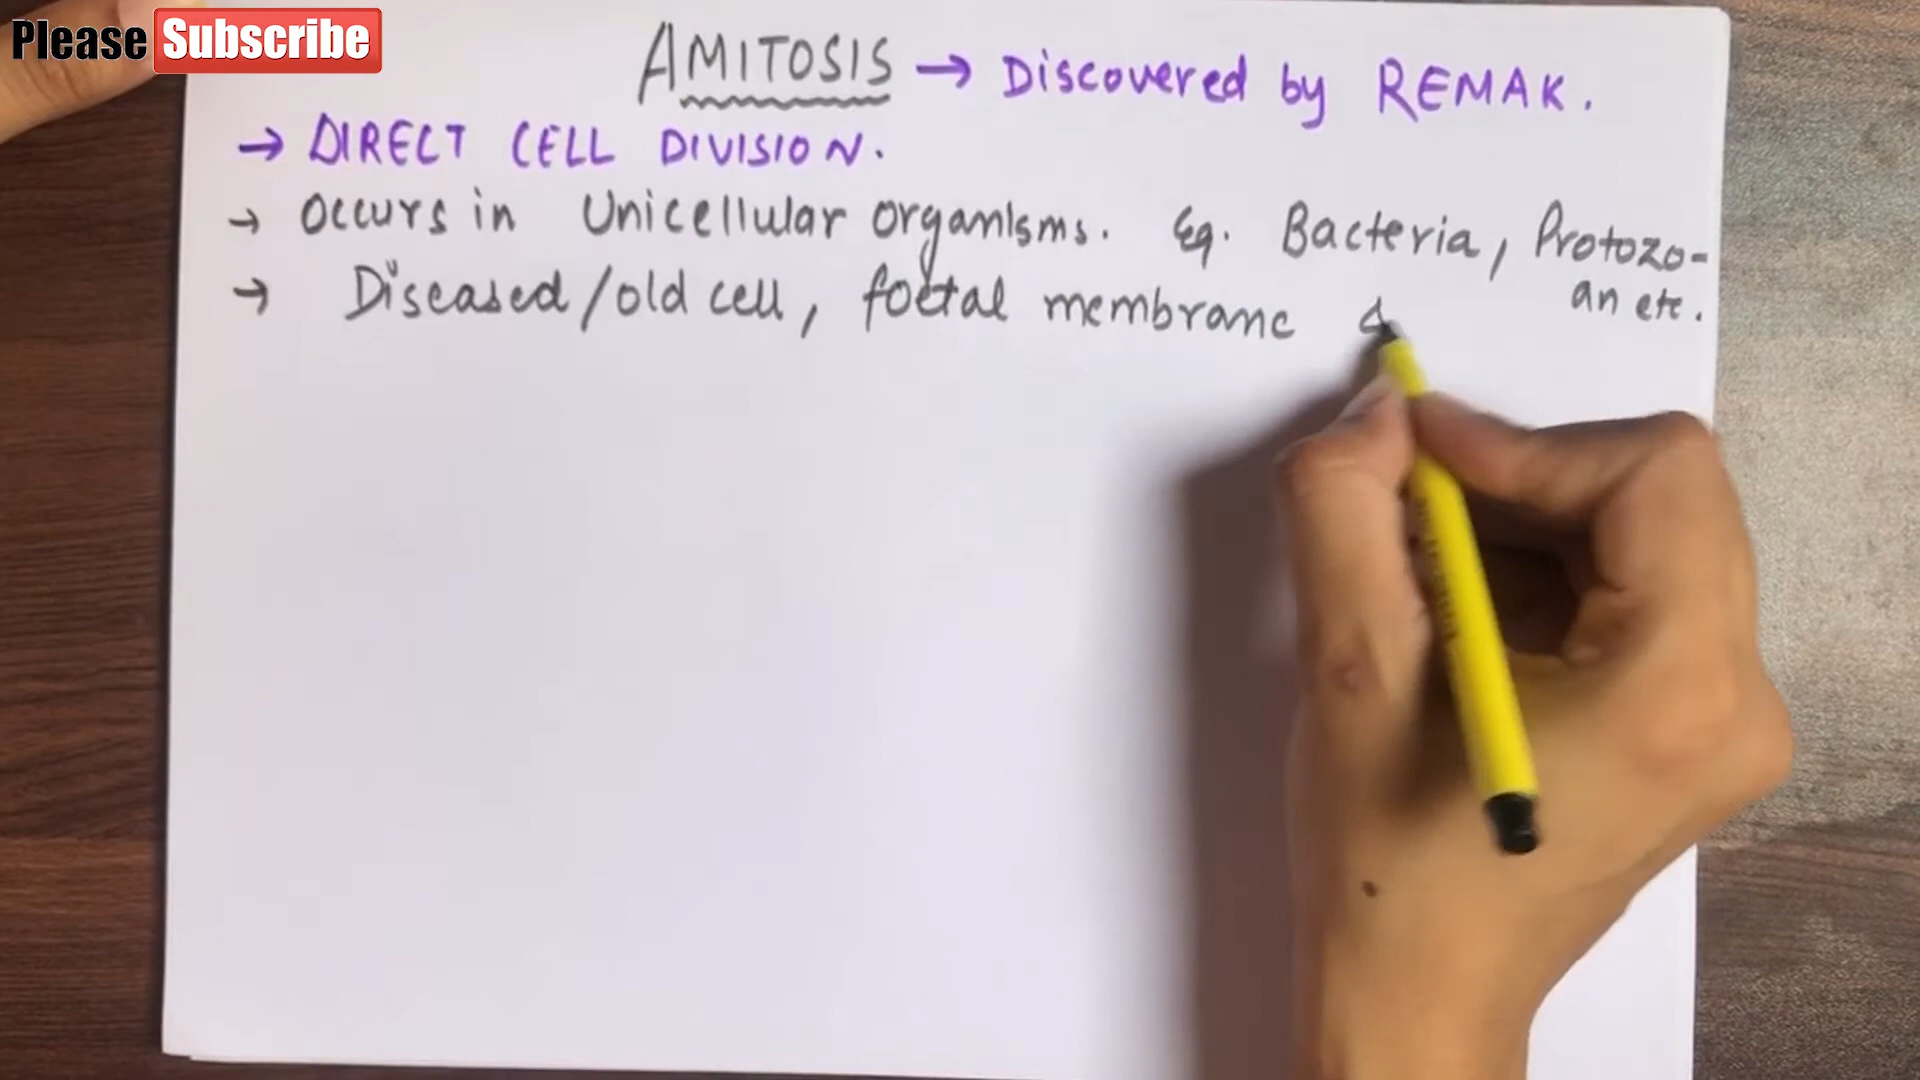 Please Subscribe
AMITOSIS → Discovered by REMAK.
→ DIRECT CELL DIVISION.
→ Occurs in Unicellular organisms. Eg. Bacteria, Protozo-
an etc.
→ Diseased/old cell, foetal membrane &